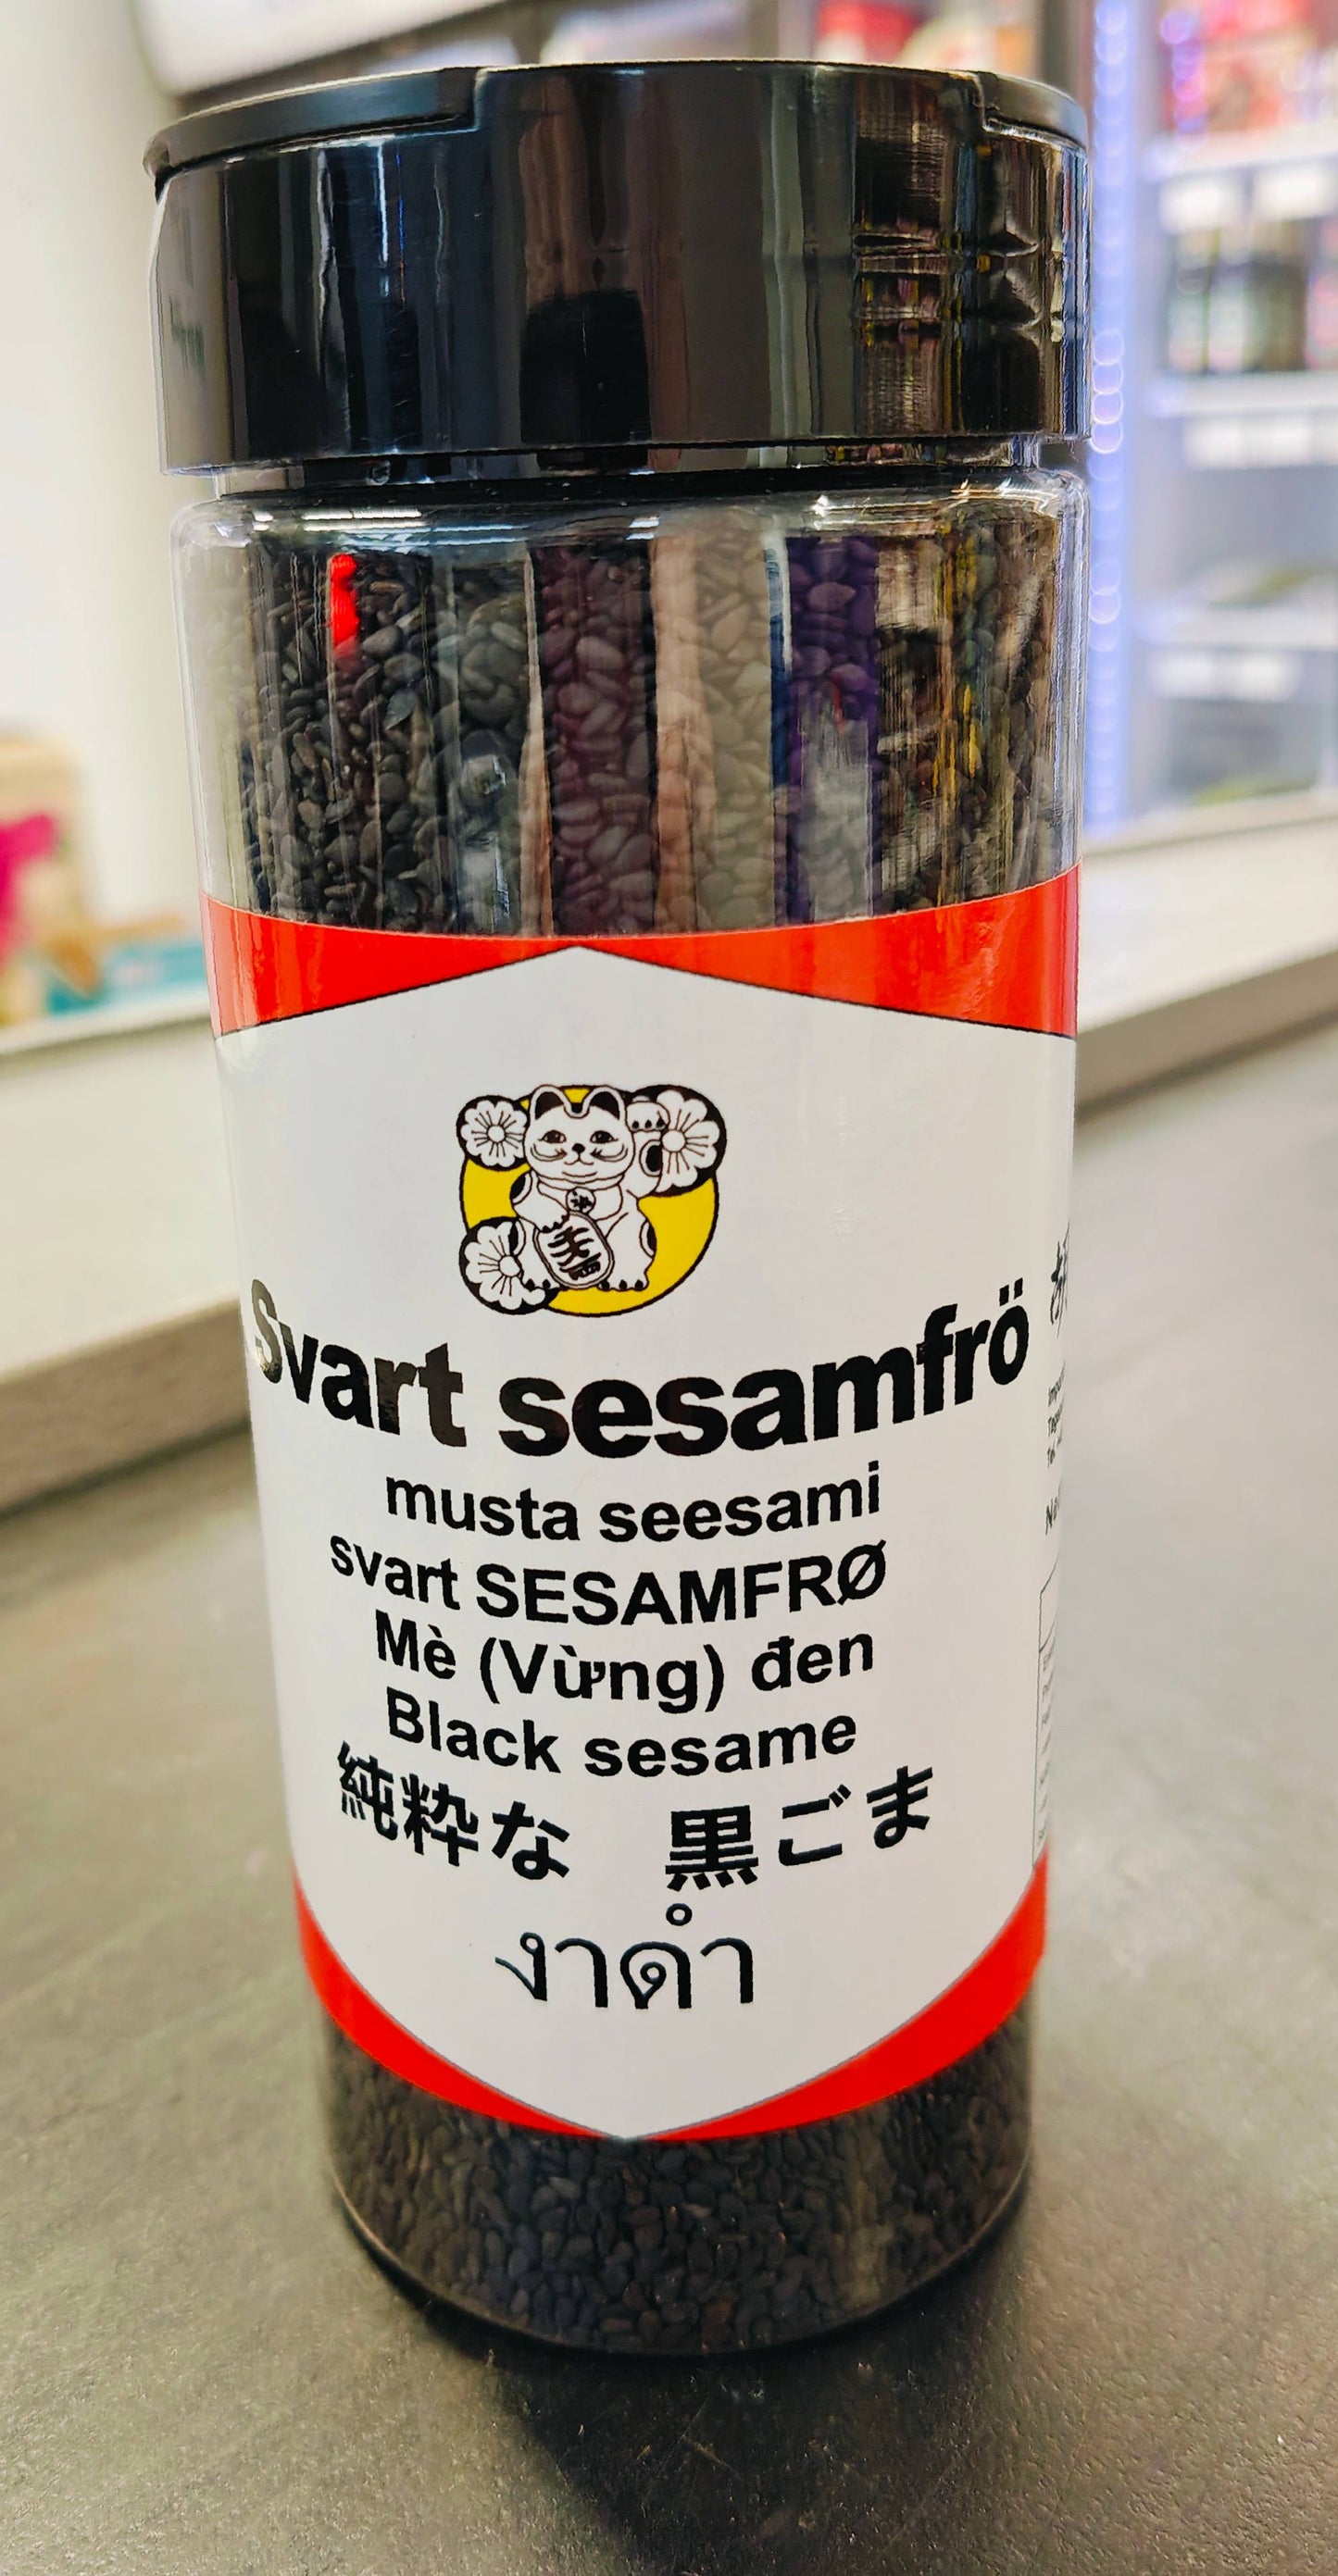 Svart sesamfrö
musta seesami
svart SESAMFRØ
Mè (Vừng) đen
Black sesame
純粋な 黒ごま
งาดำ